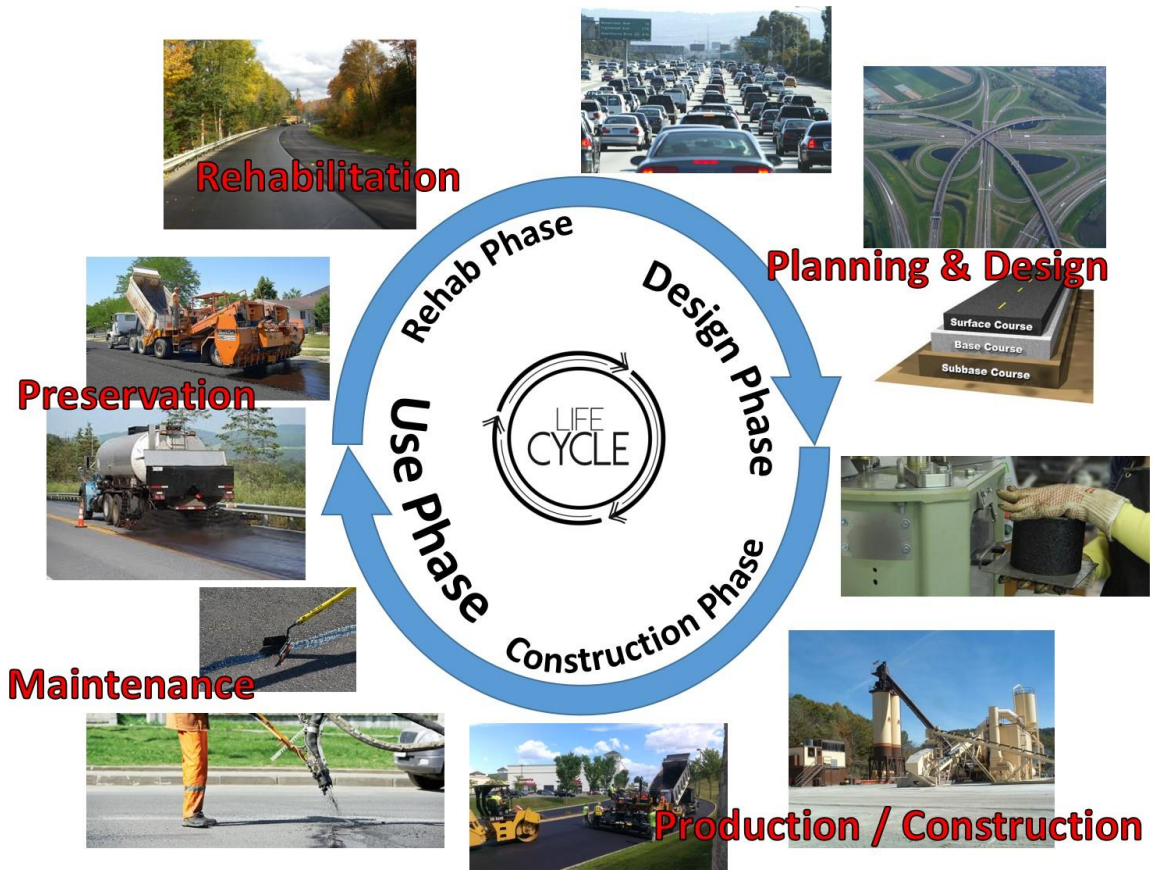 Rehabilitation
Planning & Design
Surface Course
Base Course
Subbase Course
Rehab Phase
Design Phase
Preservation
LIFE
CYCLE
Use Phase
Construction Phase
Maintenance
Production / Construction